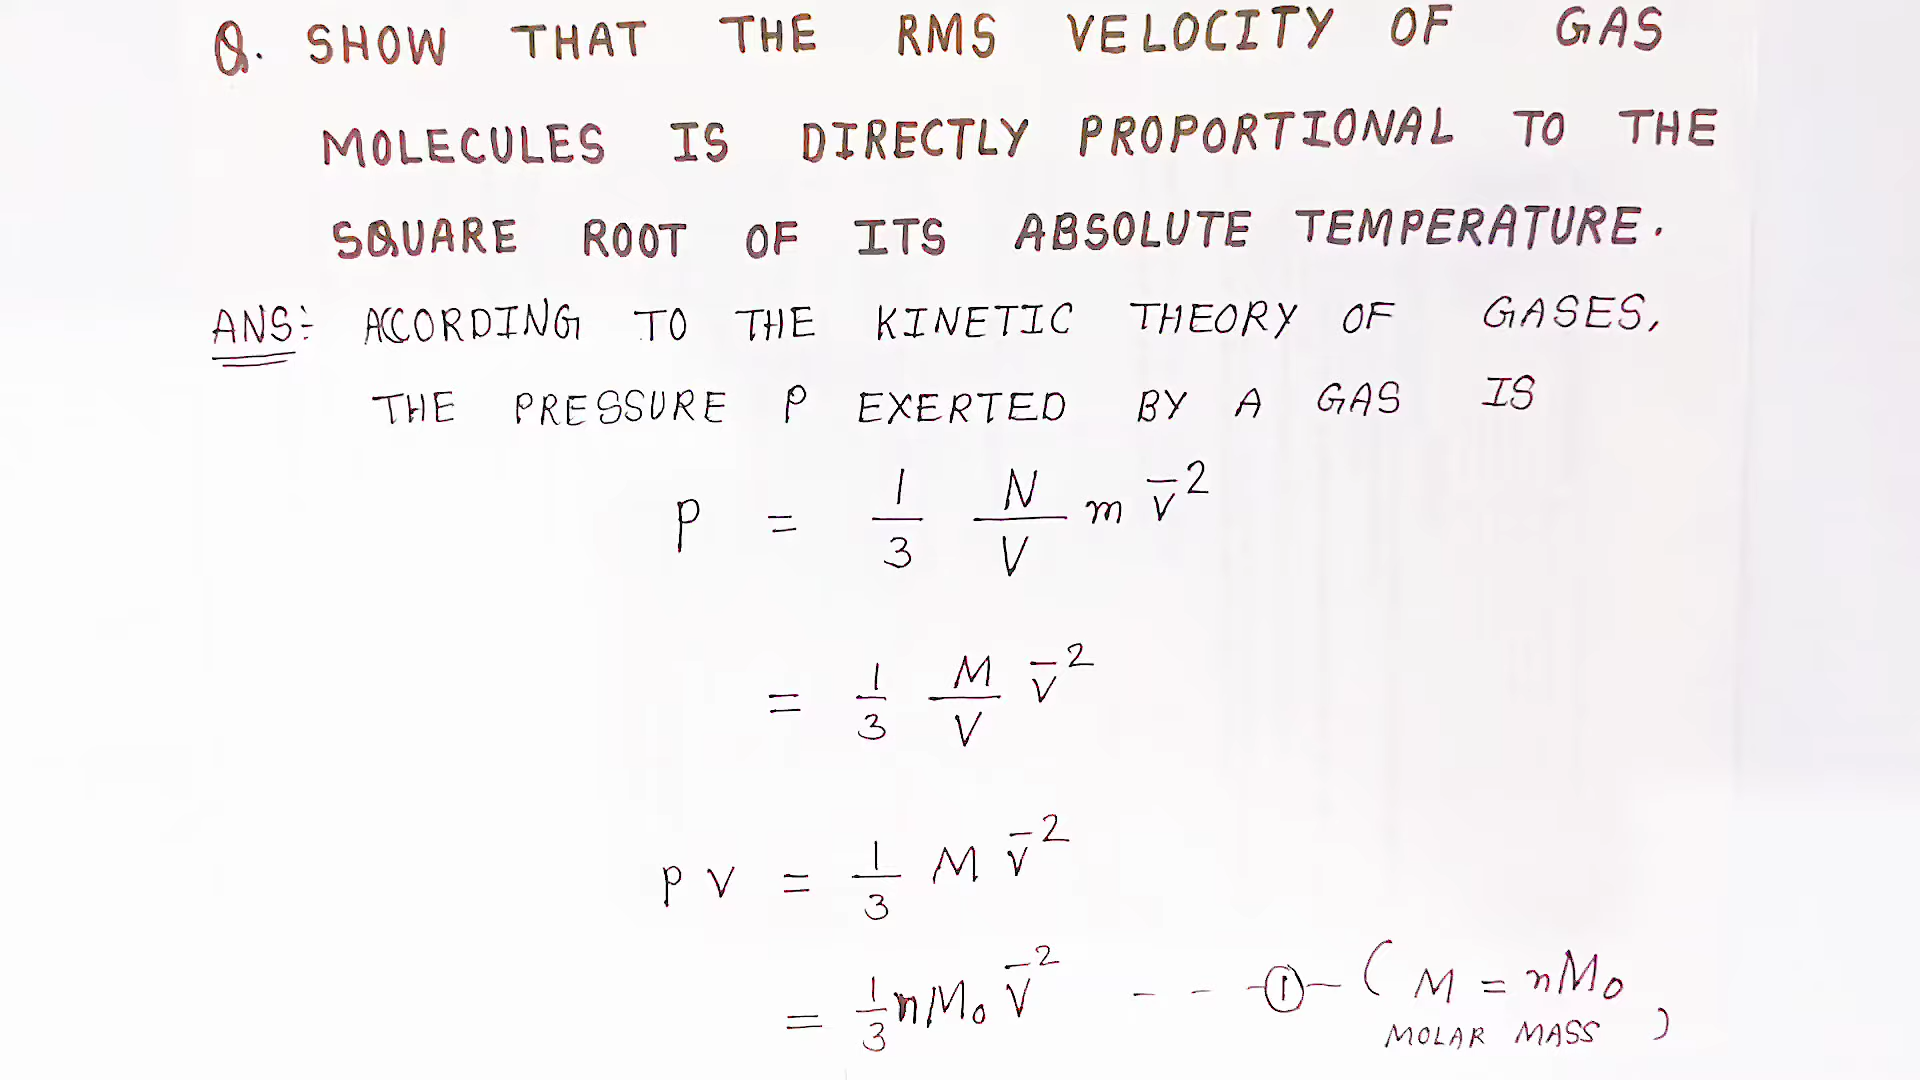 Q. SHOW THAT THE RMS VELOCITY OF GAS
MOLECULES IS DIRECTLY PROPORTIONAL TO THE
SQUARE ROOT OF ITS ABSOLUTE TEMPERATURE.
ANS:- ACCORDING TO THE KINETIC THEORY OF GASES,
THE PRESSURE P EXERTED BY A GAS IS
P = 1/3 N/V m v̄²
= 1/3 M/V v̄²
PV = 1/3 M v̄²
= 1/3 nM₀ v̄² - - -①- ( M = nM₀
MOLAR MASS )